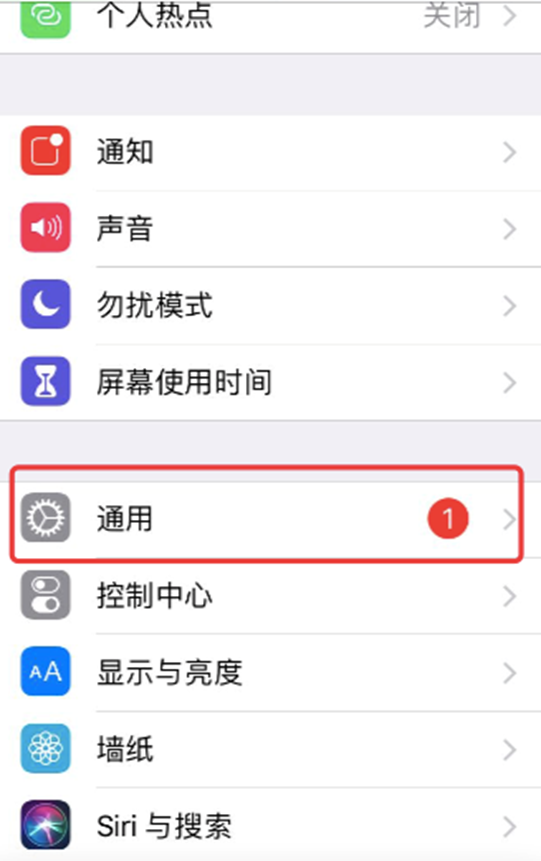 个人热点 关闭
通知
声音
勿扰模式
屏幕使用时间
通用 1
控制中心
AA 显示与亮度
墙纸
Siri 与搜索